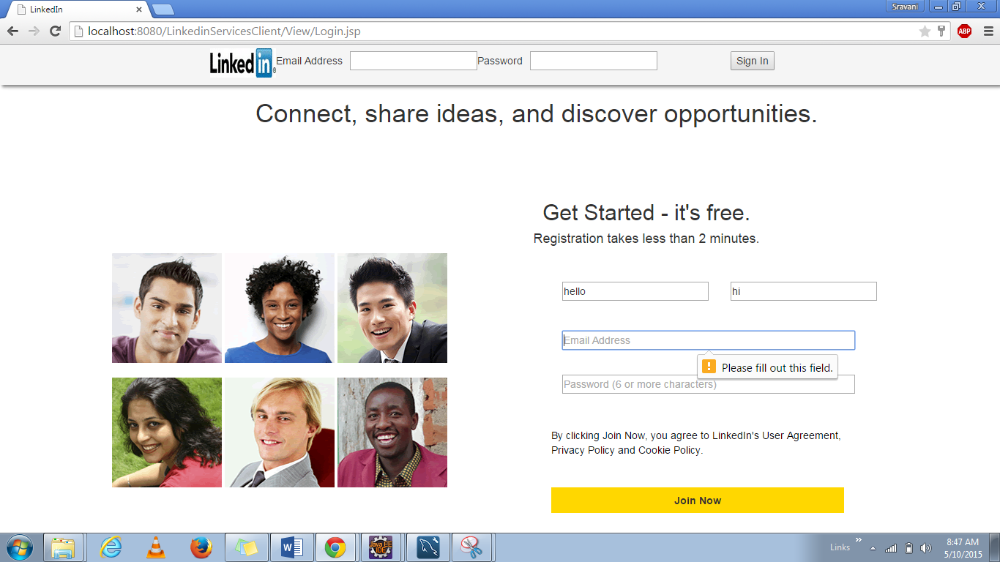 LinkedIn
Sravani
localhost:8080/LinkedinServicesClient/View/Login.jsp
ABP
Linked in ® Email Address Password Sign In
Connect, share ideas, and discover opportunities.
Get Started - it's free.
Registration takes less than 2 minutes.
hello hi
Email Address
Please fill out this field.
Password (6 or more characters)
By clicking Join Now, you agree to LinkedIn's User Agreement,
Privacy Policy and Cookie Policy.
Join Now
Java EE
IDE
Links
8:47 AM
5/10/2015